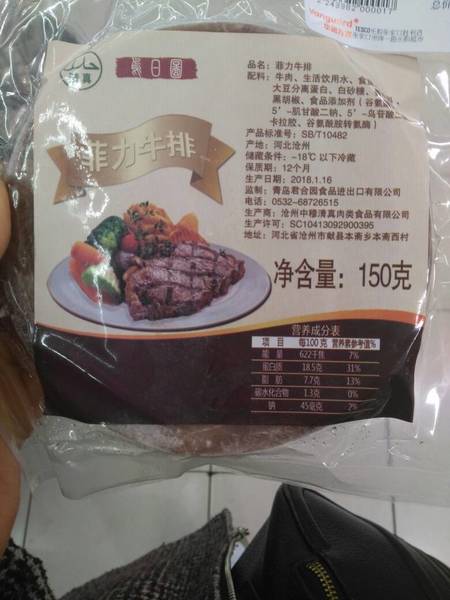 2249982000017
Vanguard
清真
長日圖
菲力牛排
品名：菲力牛排
配料：牛肉、生活饮用水、食
大豆分离蛋白、白砂糖、
黑胡椒、食品添加剂（谷氨
5’-肌苷酸二钠、5’-鸟苷酸二
卡拉胶、谷氨酰胺转氨酶）
产品标准号：SB/T10482
产地：河北沧州
储藏条件：-18℃ 以下冷藏
保质期：12个月
生产日期：2018.1.16
监制：青岛君合园食品进出口有限公司
电话：0532-68726515
生产商：沧州中穆清真肉类食品有限公司
生产许可：SC10413092900395
地址：河北省沧州市献县本斋乡本斋西村
净含量：150克
营养成分表
项 目 每100克 营养素参考值%
能 量 622千焦 7%
蛋白质 18.5克 31%
脂 肪 7.7克 13%
碳水化合物 1.3克 0%
钠 45毫克 2%